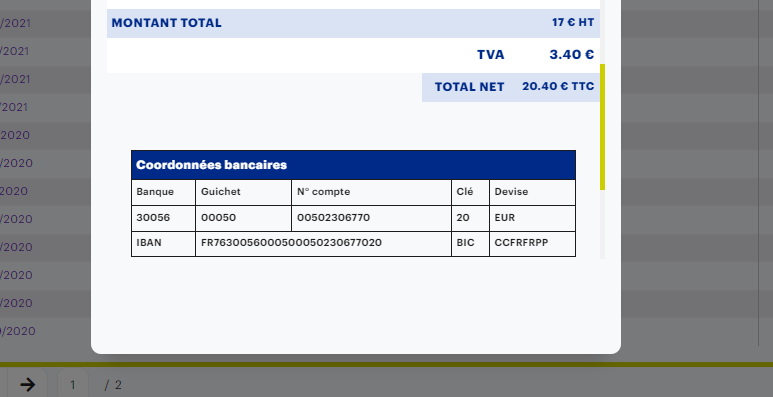 /2021
/2021
/2021
/2021
2020
/2020
/2020
/2020
/2020
/2020
/2020
/2020
MONTANT TOTAL 17 € HT
TVA 3.40 €
TOTAL NET 20.40 € TTC
Coordonnées bancaires
Banque Guichet N° compte Clé Devise
30056 00050 00502306770 20 EUR
IBAN FR7630056000500050230677020 BIC CCFRFRPP
→ 1 / 2